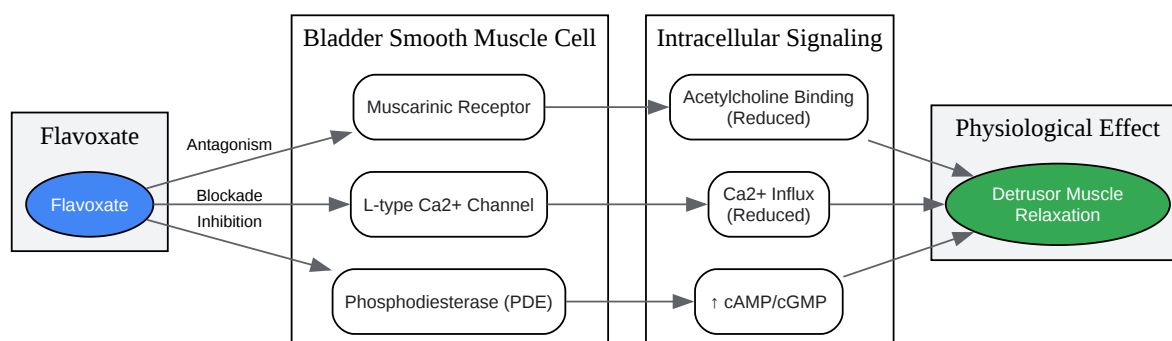 Flavoxate
Flavoxate
Antagonism
Blockade
Inhibition
Bladder Smooth Muscle Cell
Muscarinic Receptor
L-type Ca2+ Channel
Phosphodiesterase (PDE)
Intracellular Signaling
Acetylcholine Binding
(Reduced)
Ca2+ Influx
(Reduced)
↑ cAMP/cGMP
Physiological Effect
Detrusor Muscle
Relaxation